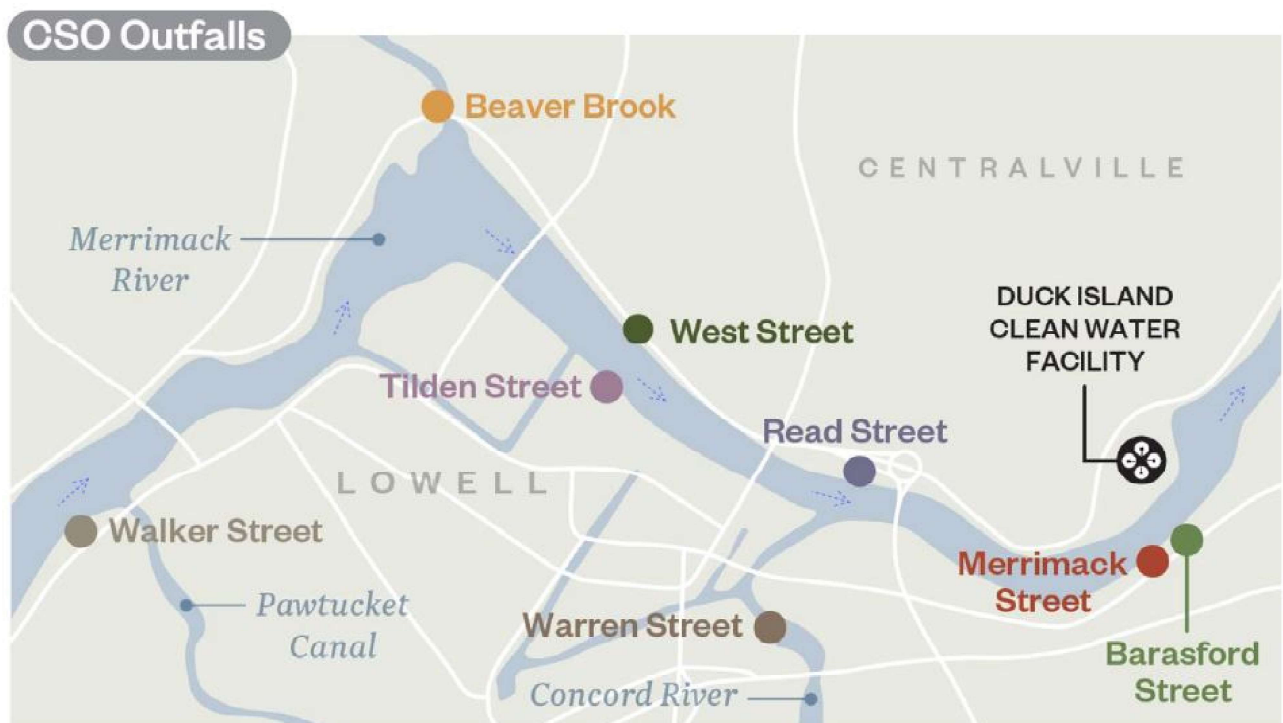 CSO Outfalls
Beaver Brook
CENTRALVILLE
Merrimack
River
DUCK ISLAND
CLEAN WATER
FACILITY
West Street
Tilden Street
Read Street
LOWELL
Walker Street
Merrimack
Street
Pawtucket
Canal
Warren Street
Barasford
Street
Concord River